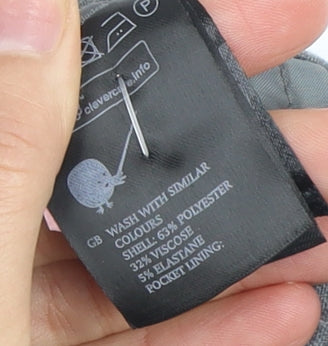 P
clevercare.info
GB WASH WITH SIMILAR
COLOURS
SHELL: 63% POLYESTER
32% VISCOSE
5% ELASTANE
POCKET LINING: